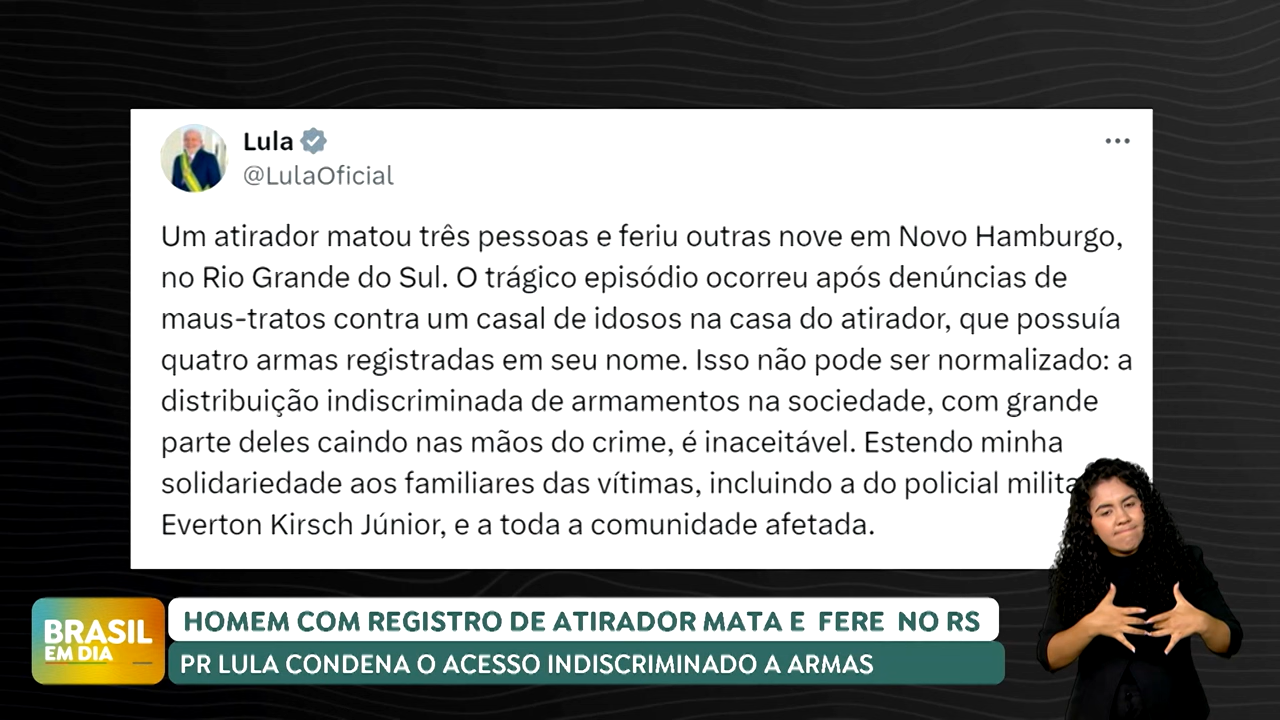 Lula
@LulaOficial
Um atirador matou três pessoas e feriu outras nove em Novo Hamburgo,
no Rio Grande do Sul. O trágico episódio ocorreu após denúncias de
maus-tratos contra um casal de idosos na casa do atirador, que possuía
quatro armas registradas em seu nome. Isso não pode ser normalizado: a
distribuição indiscriminada de armamentos na sociedade, com grande
parte deles caindo nas mãos do crime, é inaceitável. Estendo minha
solidariedade aos familiares das vítimas, incluindo a do policial milita
Everton Kirsch Júnior, e a toda a comunidade afetada.
HOMEM COM REGISTRO DE ATIRADOR MATA E FERE NO RS
PR LULA CONDENA O ACESSO INDISCRIMINADO A ARMAS
BRASIL
EM DIA